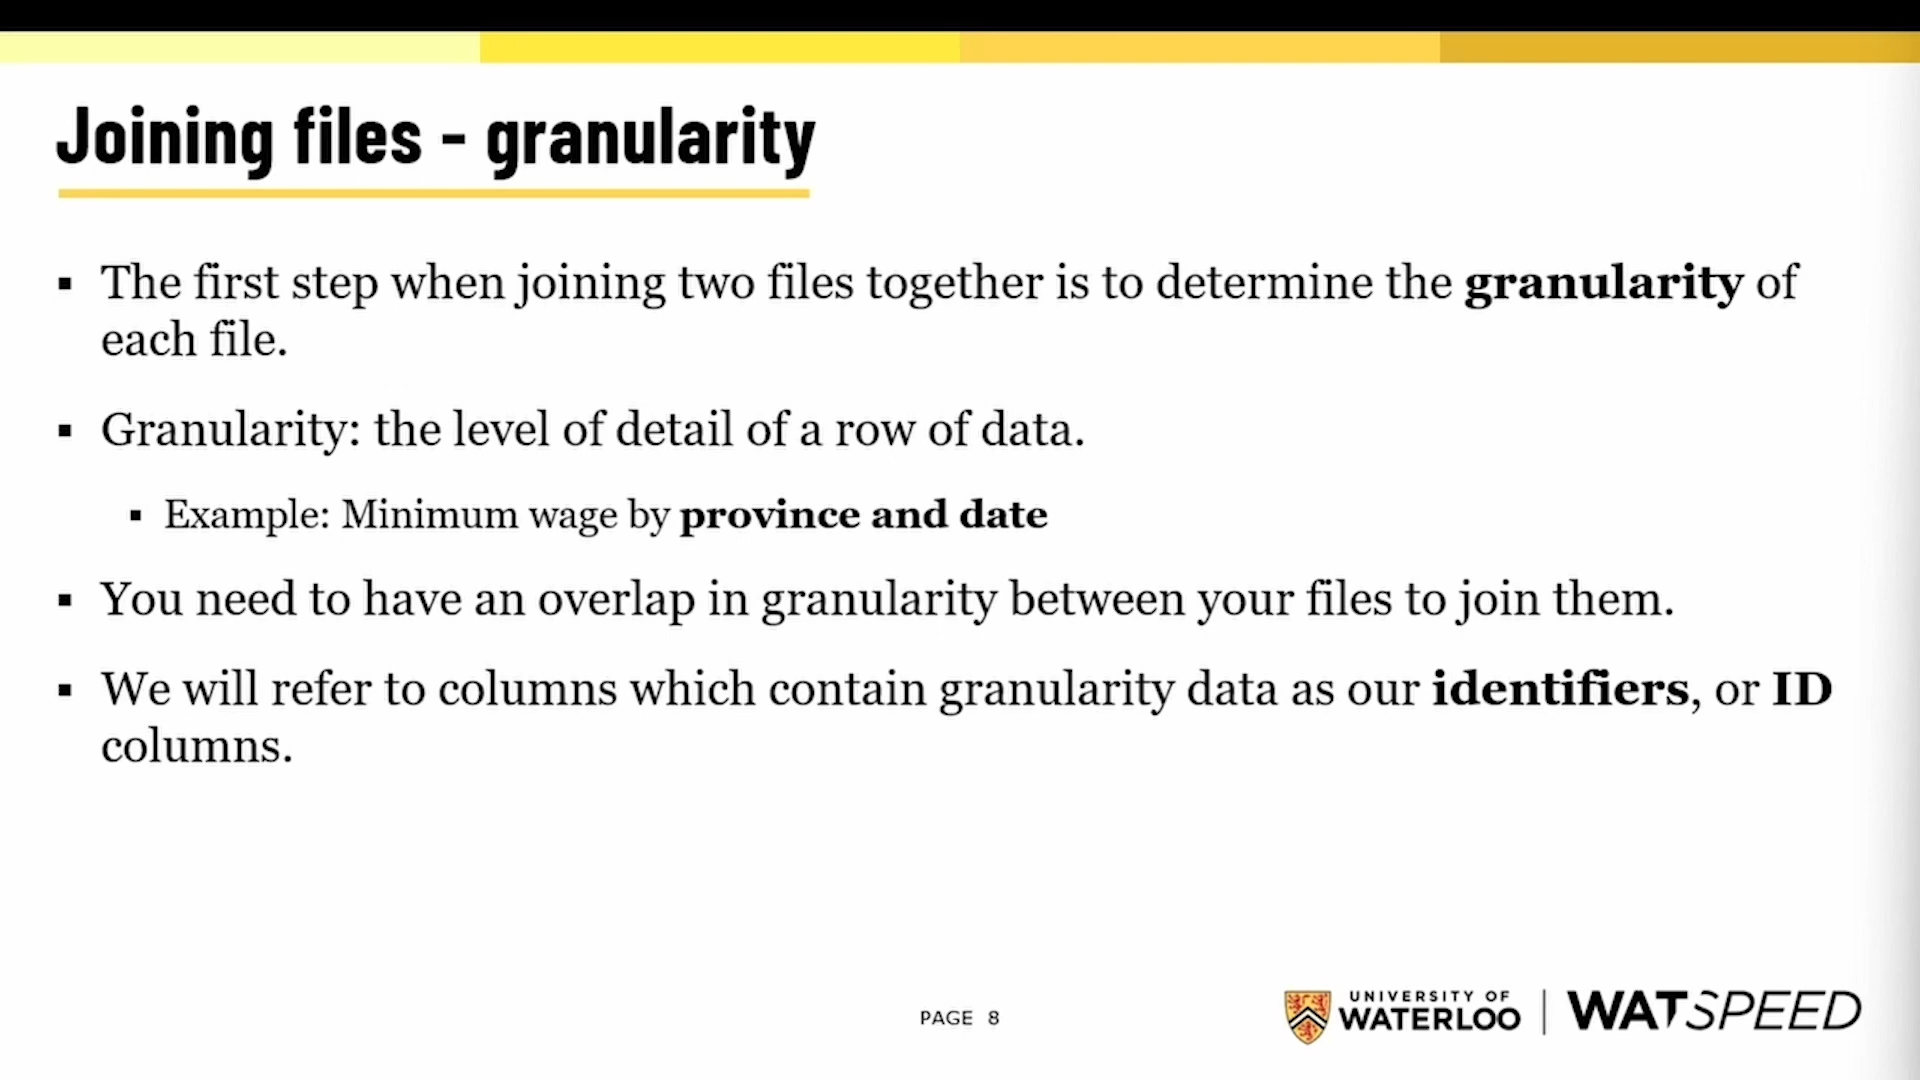 Joining files - granularity
▪ The first step when joining two files together is to determine the granularity of
each file.
▪ Granularity: the level of detail of a row of data.
▪ Example: Minimum wage by province and date
▪ You need to have an overlap in granularity between your files to join them.
▪ We will refer to columns which contain granularity data as our identifiers, or ID
columns.
PAGE 8
UNIVERSITY OF
WATERLOO | WATSPEED